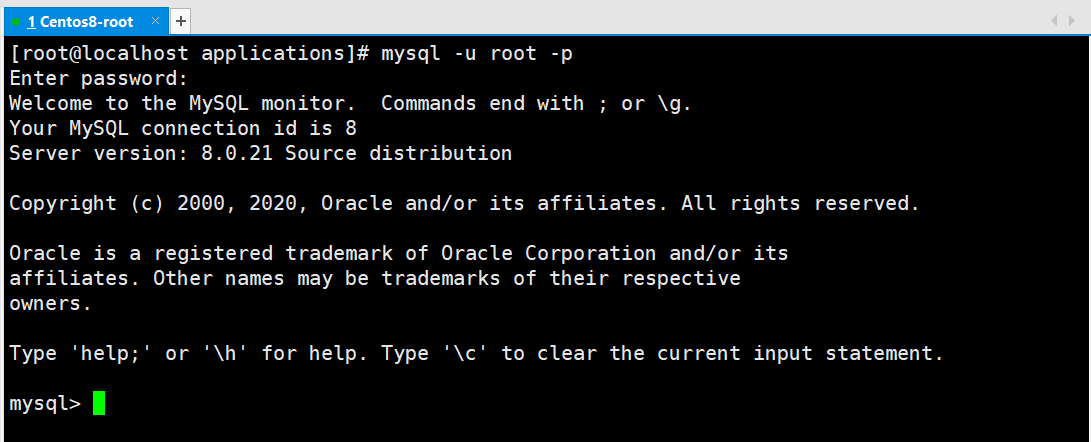 1 Centos8-root × +
[root@localhost applications]# mysql -u root -p
Enter password:
Welcome to the MySQL monitor.  Commands end with ; or \g.
Your MySQL connection id is 8
Server version: 8.0.21 Source distribution
Copyright (c) 2000, 2020, Oracle and/or its affiliates. All rights reserved.
Oracle is a registered trademark of Oracle Corporation and/or its
affiliates. Other names may be trademarks of their respective
owners.
Type 'help;' or '\h' for help. Type '\c' to clear the current input statement.
mysql>